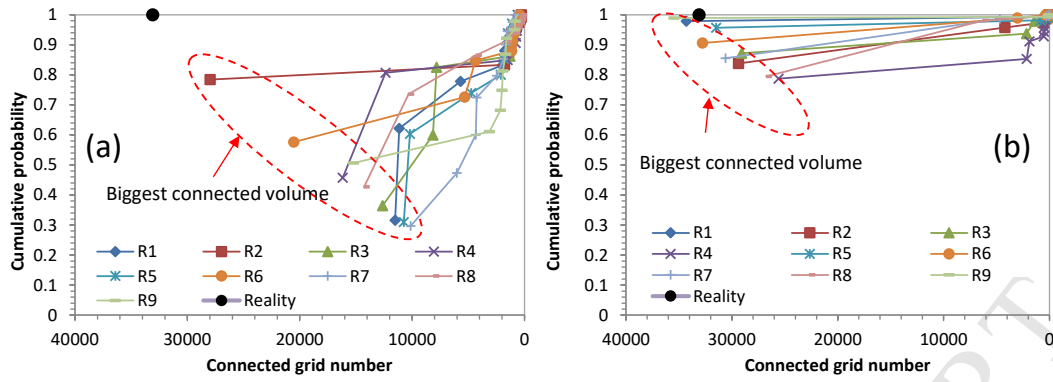 1
0.9
0.8
0.7
0.6
0.5
0.4
0.3
0.2
0.1
0
Cumulative probability
(a)
Biggest connected volume
R1 R2 R3 R4
R5 R6 R7 R8
R9 Reality
40000 30000 20000 10000 0
Connected grid number
1
0.9
0.8
0.7
0.6
0.5
0.4
0.3
0.2
0.1
0
Cumulative probability
(b)
Biggest connected volume
R1 R2 R3
R4 R5 R6
R7 R8 R9
Reality
40000 30000 20000 10000 0
Connected grid number
P T